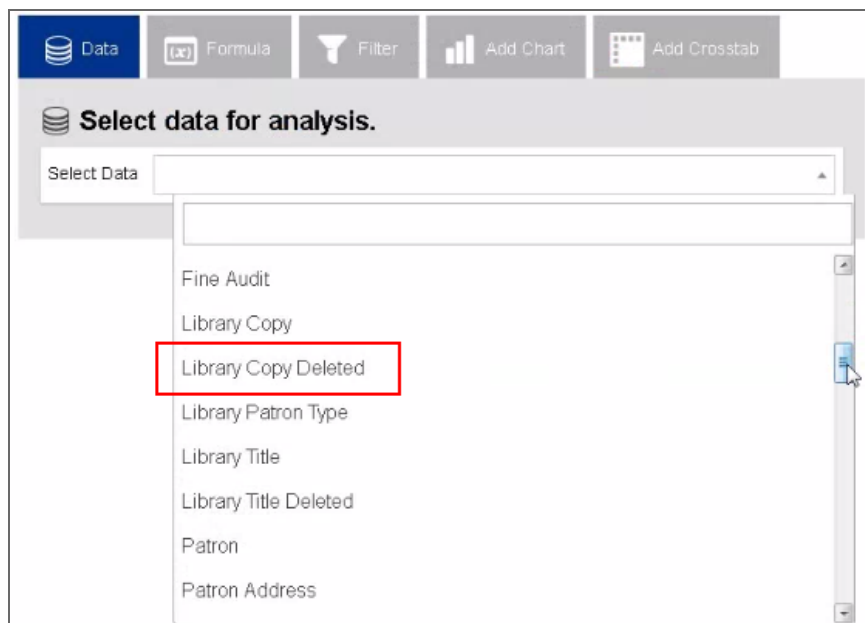 Data
(x) Formula
Filter
Add Chart
Add Crosstab
Select data for analysis.
Select Data
Fine Audit
Library Copy
Library Copy Deleted
Library Patron Type
Library Title
Library Title Deleted
Patron
Patron Address